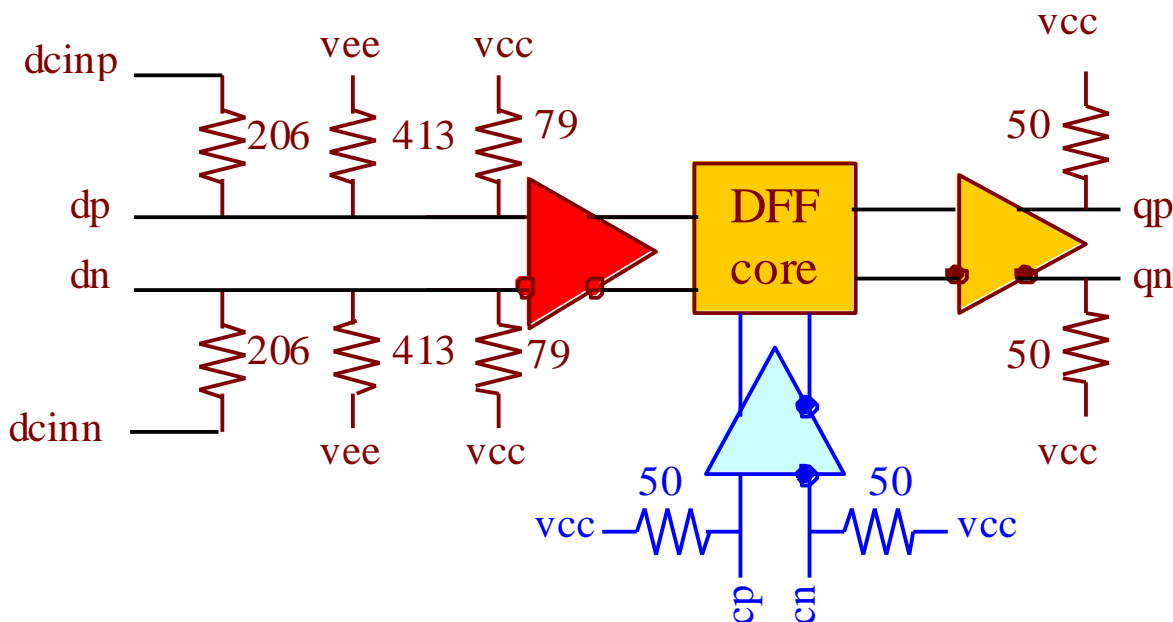 vcc
vee
vcc
dcinp
206
413
79
50
dp
DFF
core
qp
dn
qn
206
413
79
50
dcinn
vee
vcc
vcc
50
50
vcc
vcc
cp
cn